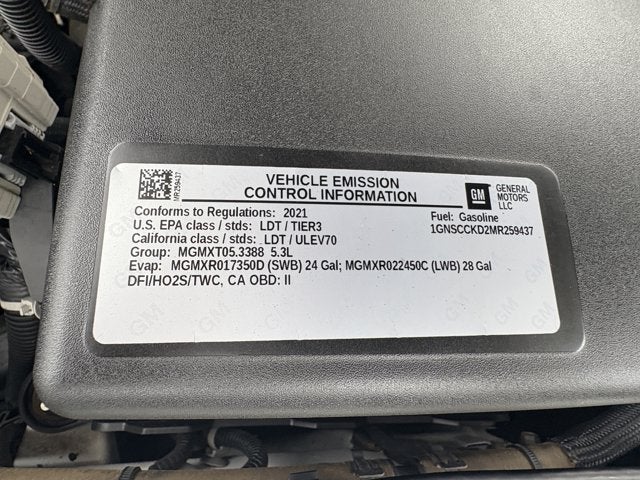 VEHICLE EMISSION
CONTROL INFORMATION
MR259437
GM
GENERAL
MOTORS
LLC
Conforms to Regulations: 2021
U.S. EPA class / stds: LDT / TIER3
California class / stds: LDT / ULEV70
Group: MGMXT05.3388 5.3L
Evap: MGMXR017350D (SWB) 24 Gal; MGMXR022450C (LWB) 28 Gal
DFI/HO2S/TWC, CA OBD: II
Fuel: Gasoline
1GNSCCKD2MR259437